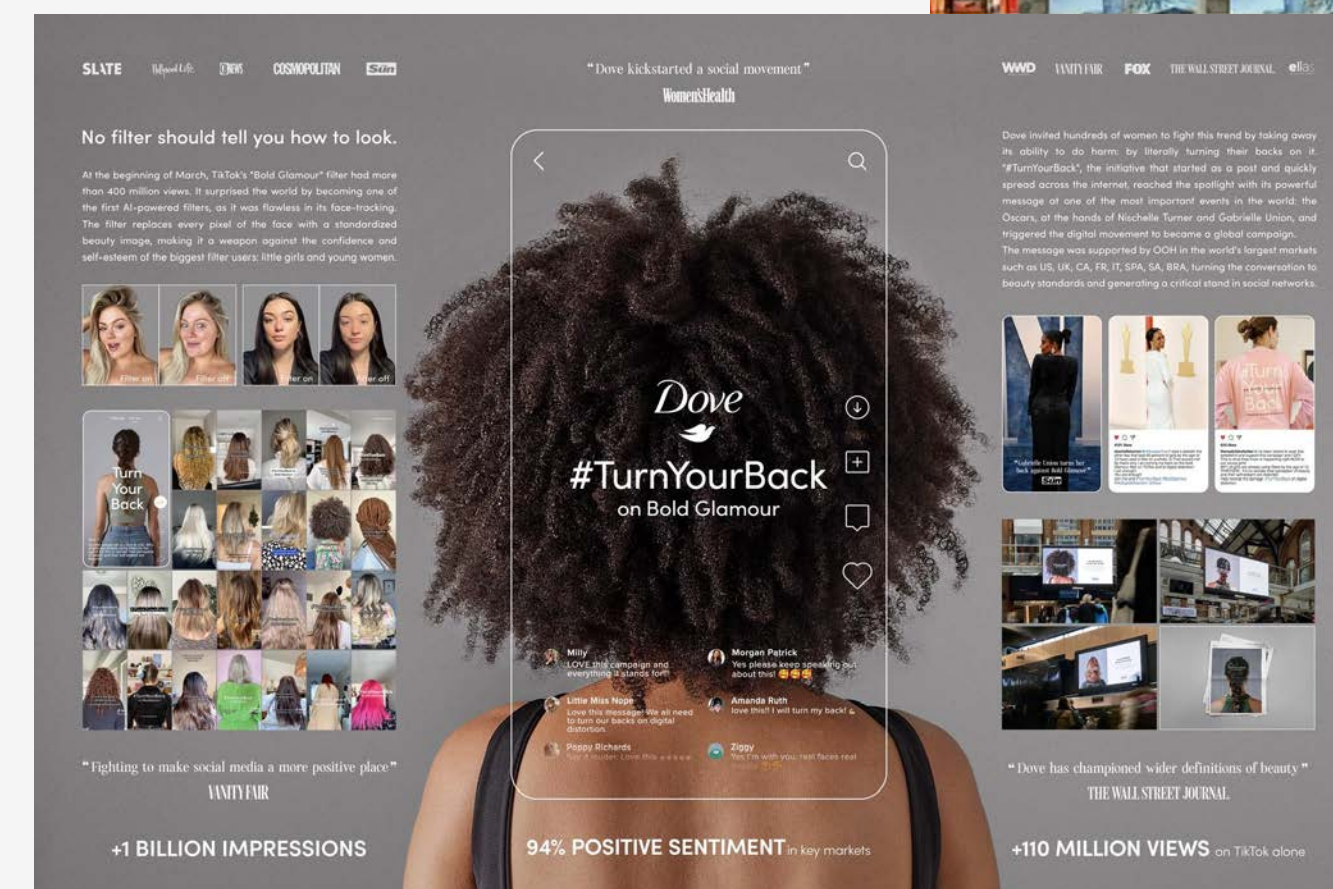 SLATE HollywoodLife E! NEWS COSMOPOLITAN The Sun
No filter should tell you how to look.
At the beginning of March, TikTok's "Bold Glamour" filter had more
than 400 million views. It surprised the world by becoming one of
the first AI-powered filters, as it was flawless in its face-tracking.
The filter replaces every pixel of the face with a standardized
beauty image, making it a weapon against the confidence and
self-esteem of the biggest filter users: little girls and young women.
Filter on Filter off Filter on Filter off
Turn
Your
Back
"Fighting to make social media a more positive place"
VANITY FAIR
+1 BILLION IMPRESSIONS
"Dove kickstarted a social movement"
Women'sHealth
Dove
#TurnYourBack
on Bold Glamour
Milly
LOVE this campaign and
everything it stands for!!
Little Miss Nope
Love this message! We all need
to turn our backs on digital
distortion.
Poppy Richards
Love this
Morgan Patrick
Yes please keep speaking out
about this! 🥰🥰🥰
Amanda Ruth
love this!! I will turn my back!
Ziggy
Yes I'm with you, real faces real
94% POSITIVE SENTIMENT in key markets
WWD VANITY FAIR FOX THE WALL STREET JOURNAL. ellas
Dove invited hundreds of women to fight this trend by taking away
its ability to do harm: by literally turning their backs on it.
"#TurnYourBack", the initiative that started as a post and quickly
spread across the internet, reached the spotlight with its powerful
message at one of the most important events in the world: the
Oscars, at the hands of Nischelle Turner and Gabrielle Union, and
triggered the digital movement to became a global campaign.
The message was supported by OOH in the world's largest markets
such as US, UK, CA, FR, IT, SPA, SA, BRA, turning the conversation to
beauty standards and generating a critical stand in social networks.
"Gabrielle Union turns her
back against Bold Glamour"
The Sun
#Turn
Your
Back
"Dove has championed wider definitions of beauty"
THE WALL STREET JOURNAL
+110 MILLION VIEWS on TikTok alone